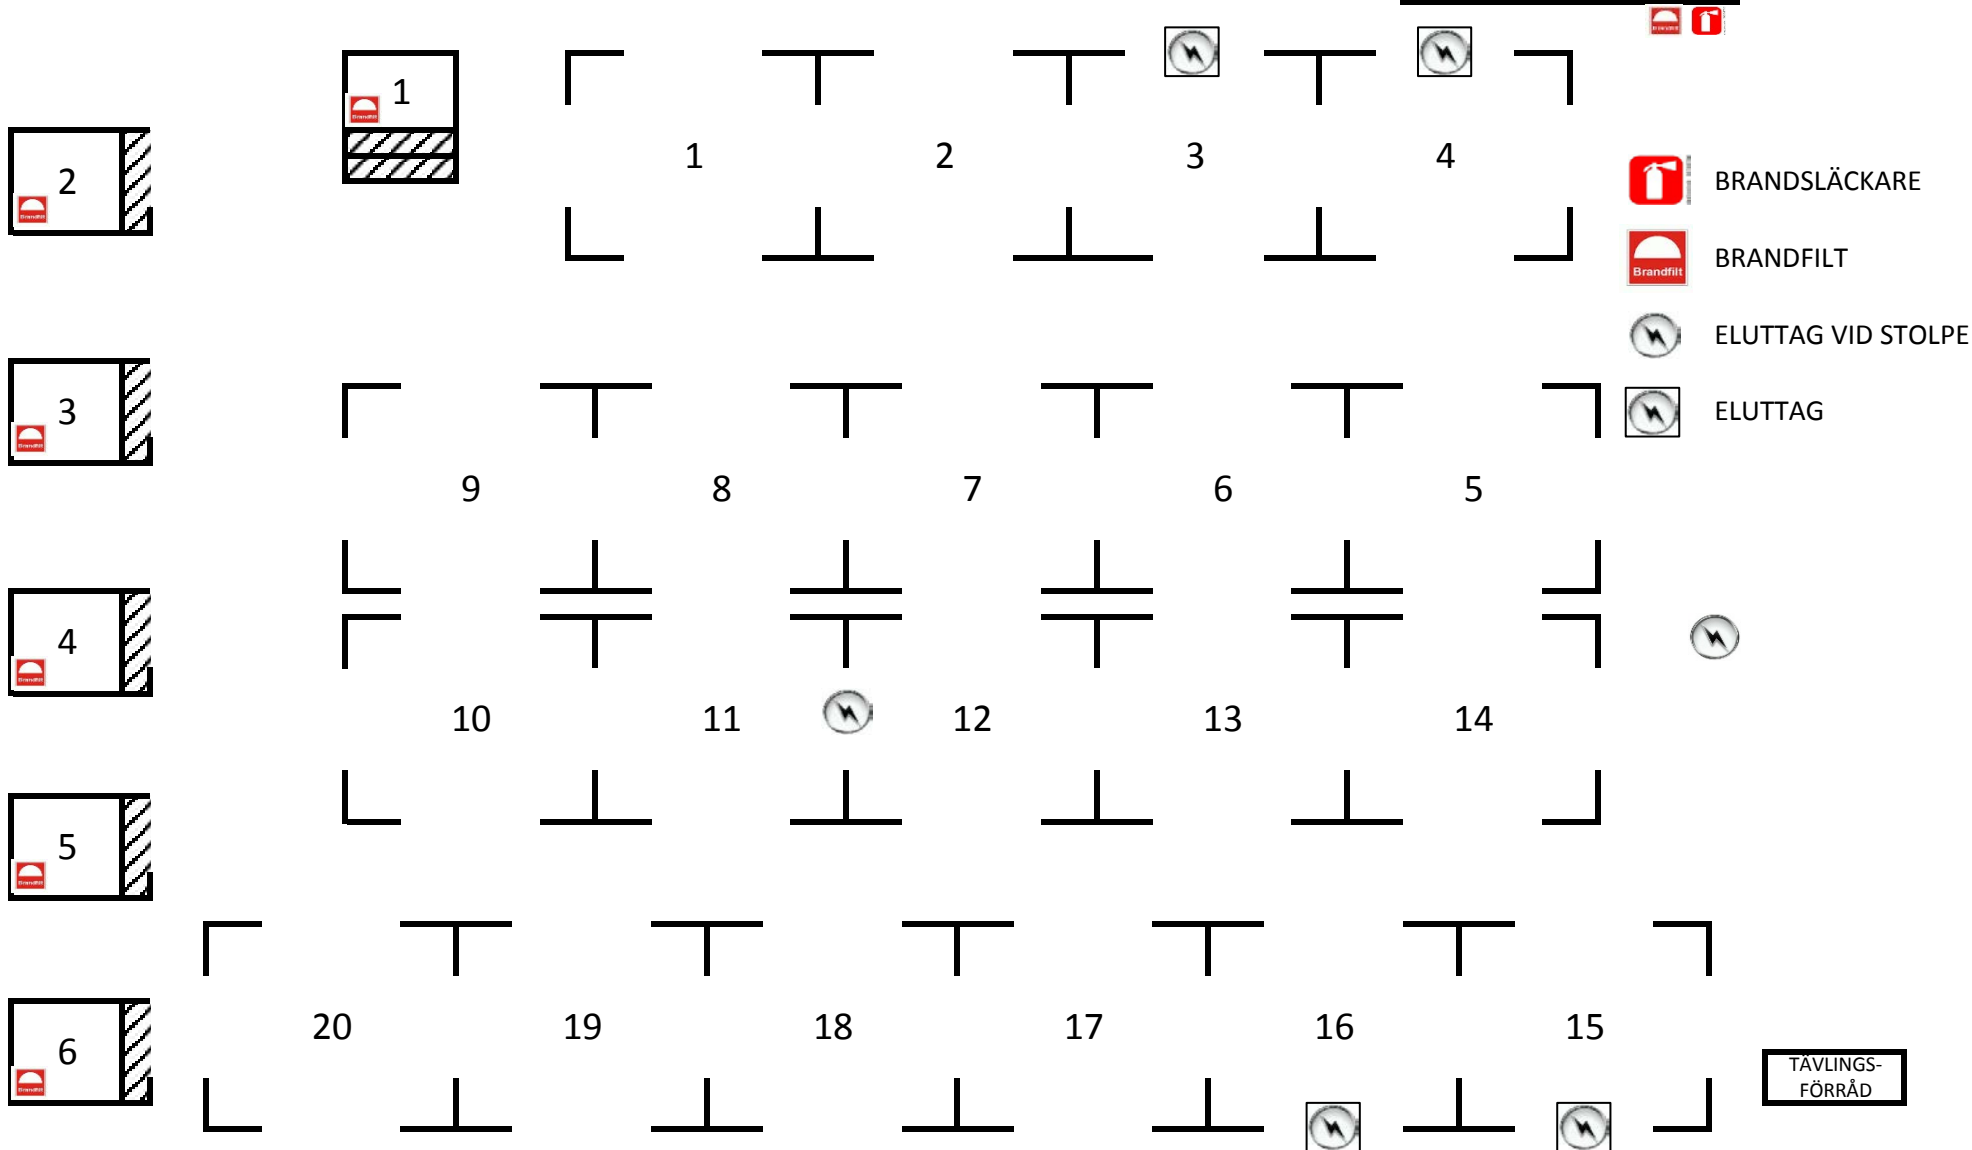 1
1 2 3 4
2
BRANDSLÄCKARE
Brandfilt
BRANDFILT
ELUTTAG VID STOLPE
ELUTTAG
3
9 8 7 6 5
4
10 11 12 13 14
5
20 19 18 17 16 15
6
TÄVLINGS-
FÖRRÅD